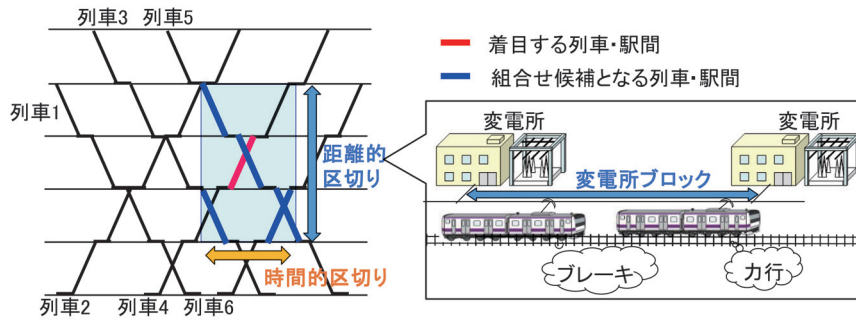 列車3
列車5
列車1
距離的
区切り
時間的区切り
列車2
列車4
列車6
着目する列車・駅間
組合せ候補となる列車・駅間
変電所
変電所
変電所ブロック
ブレーキ
力行